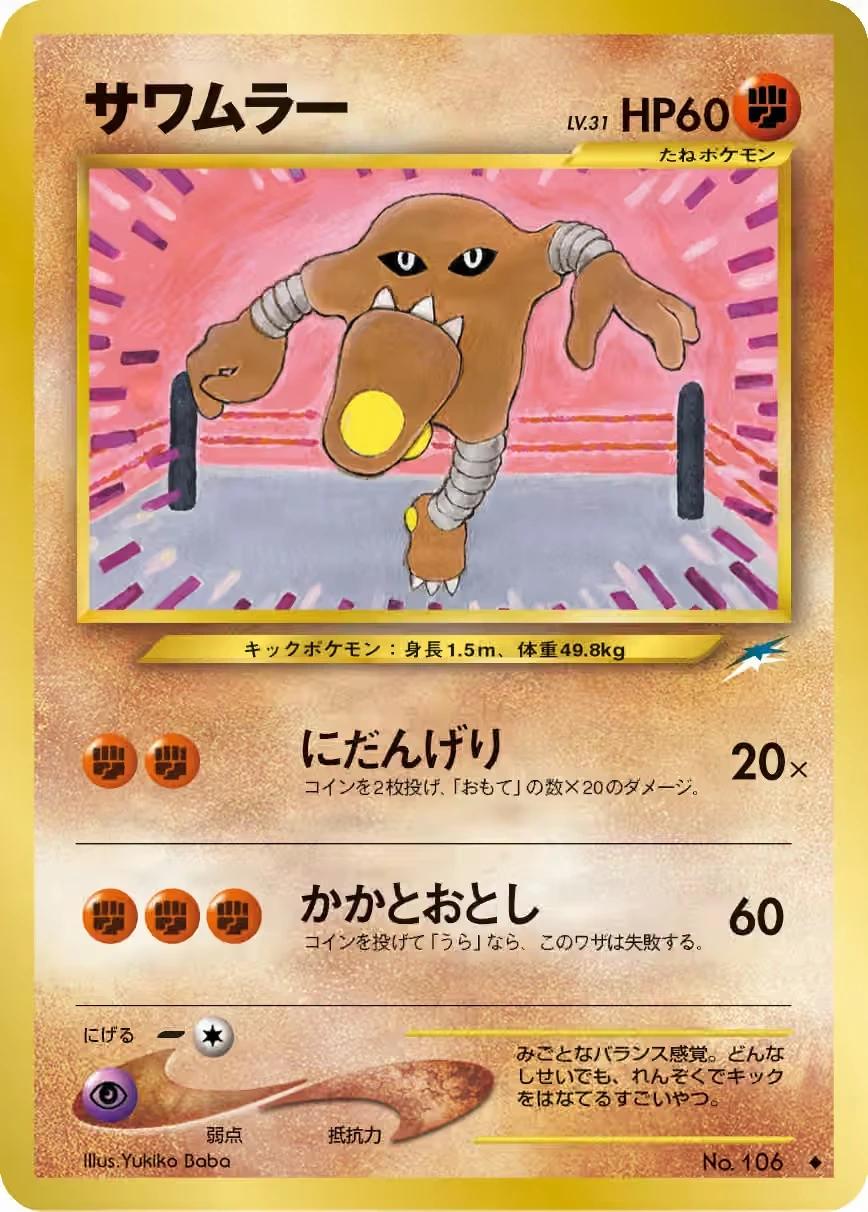 サワムラー
LV.31 HP60
たねポケモン
キックポケモン：身長1.5m、体重49.8kg
にだんげり 20×
コインを2枚投げ、「おもて」の数×20のダメージ。
かかとおとし 60
コインを投げて「うら」なら、このワザは失敗する。
にげる
みごとなバランス感覚。どんな
しせいでも、れんぞくでキック
をはなてるすごいやつ。
弱点 抵抗力
Illus.Yukiko Baba
No. 106